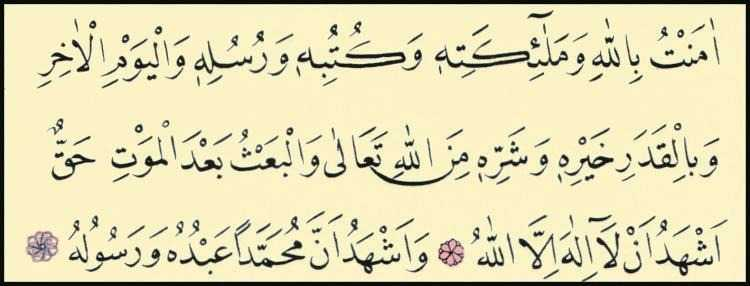 اٰمَنْتُ بِاللّٰهِ وَمَلٰٓئِكَتِهٖ وَكُتُبِهٖ وَرُسُلِهٖ وَالْيَوْمِ الْاٰخِرِ
وَبِالْقَدَرِ خَيْرِهٖ وَشَرِّهٖ مِنَ اللّٰهِ تَعَالٰى وَالْبَعْثُ بَعْدَ الْمَوْتِ حَقٌّ
اَشْهَدُ اَنْ لَٓا اِلٰهَ اِلَّا اللّٰهُ وَاَشْهَدُ اَنَّ مُحَمَّدًا عَبْدُهُ وَرَسُولُهُ